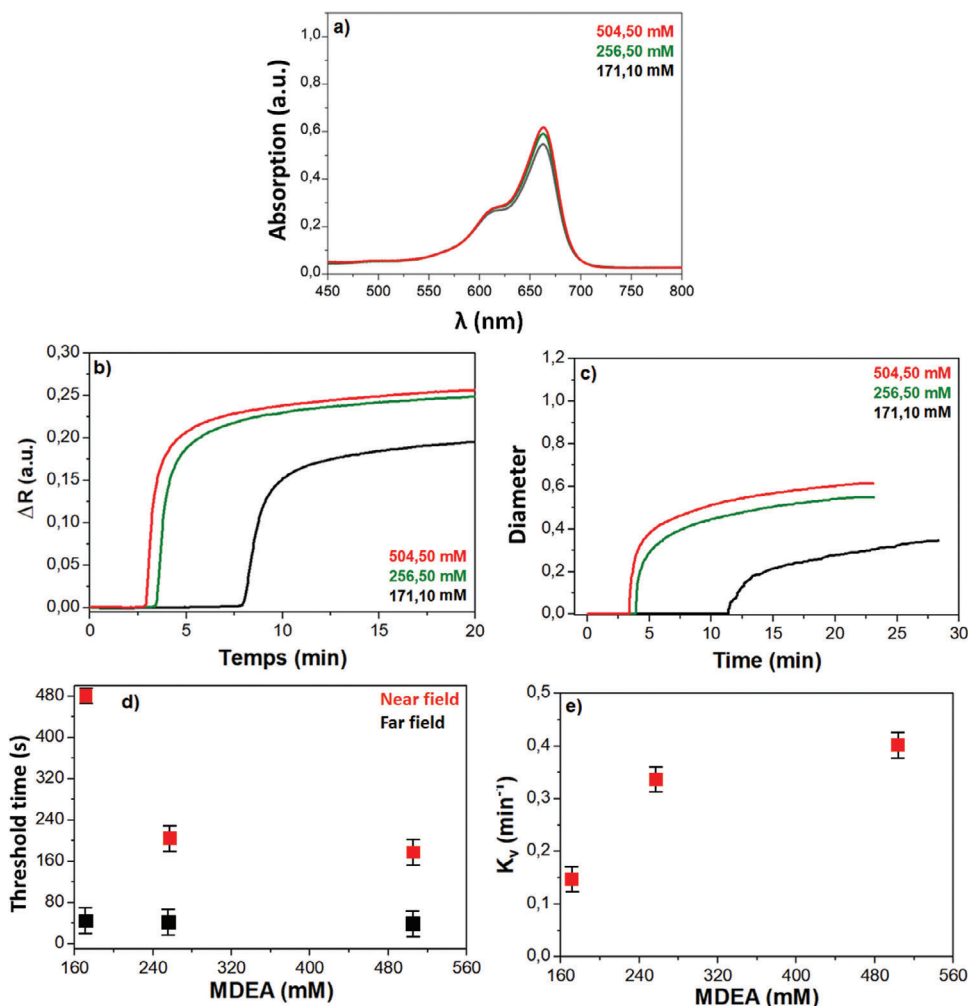 a)
504,50 mM
256,50 mM
171,10 mM
Absorption (a.u.)
1,0
0,8
0,6
0,4
0,2
0,0
450 500 550 600 650 700 750 800
λ (nm)
b)
ΔR (a.u.)
0,30
0,25
0,20
0,15
0,10
0,05
0,00
504,50 mM
256,50 mM
171,10 mM
0 5 10 15 20
Temps (min)
c)
504,50 mM
256,50 mM
171,10 mM
Diameter
1,2
1,0
0,8
0,6
0,4
0,2
0,0
0 5 10 15 20 25 30
Time (min)
d)
Near field
Far field
Threshold time (s)
480
400
320
240
160
80
0
160 240 320 400 480 560
MDEA (mM)
e)
Kv (min⁻¹)
0,5
0,4
0,3
0,2
0,1
0,0
160 240 320 400 480 560
MDEA (mM)